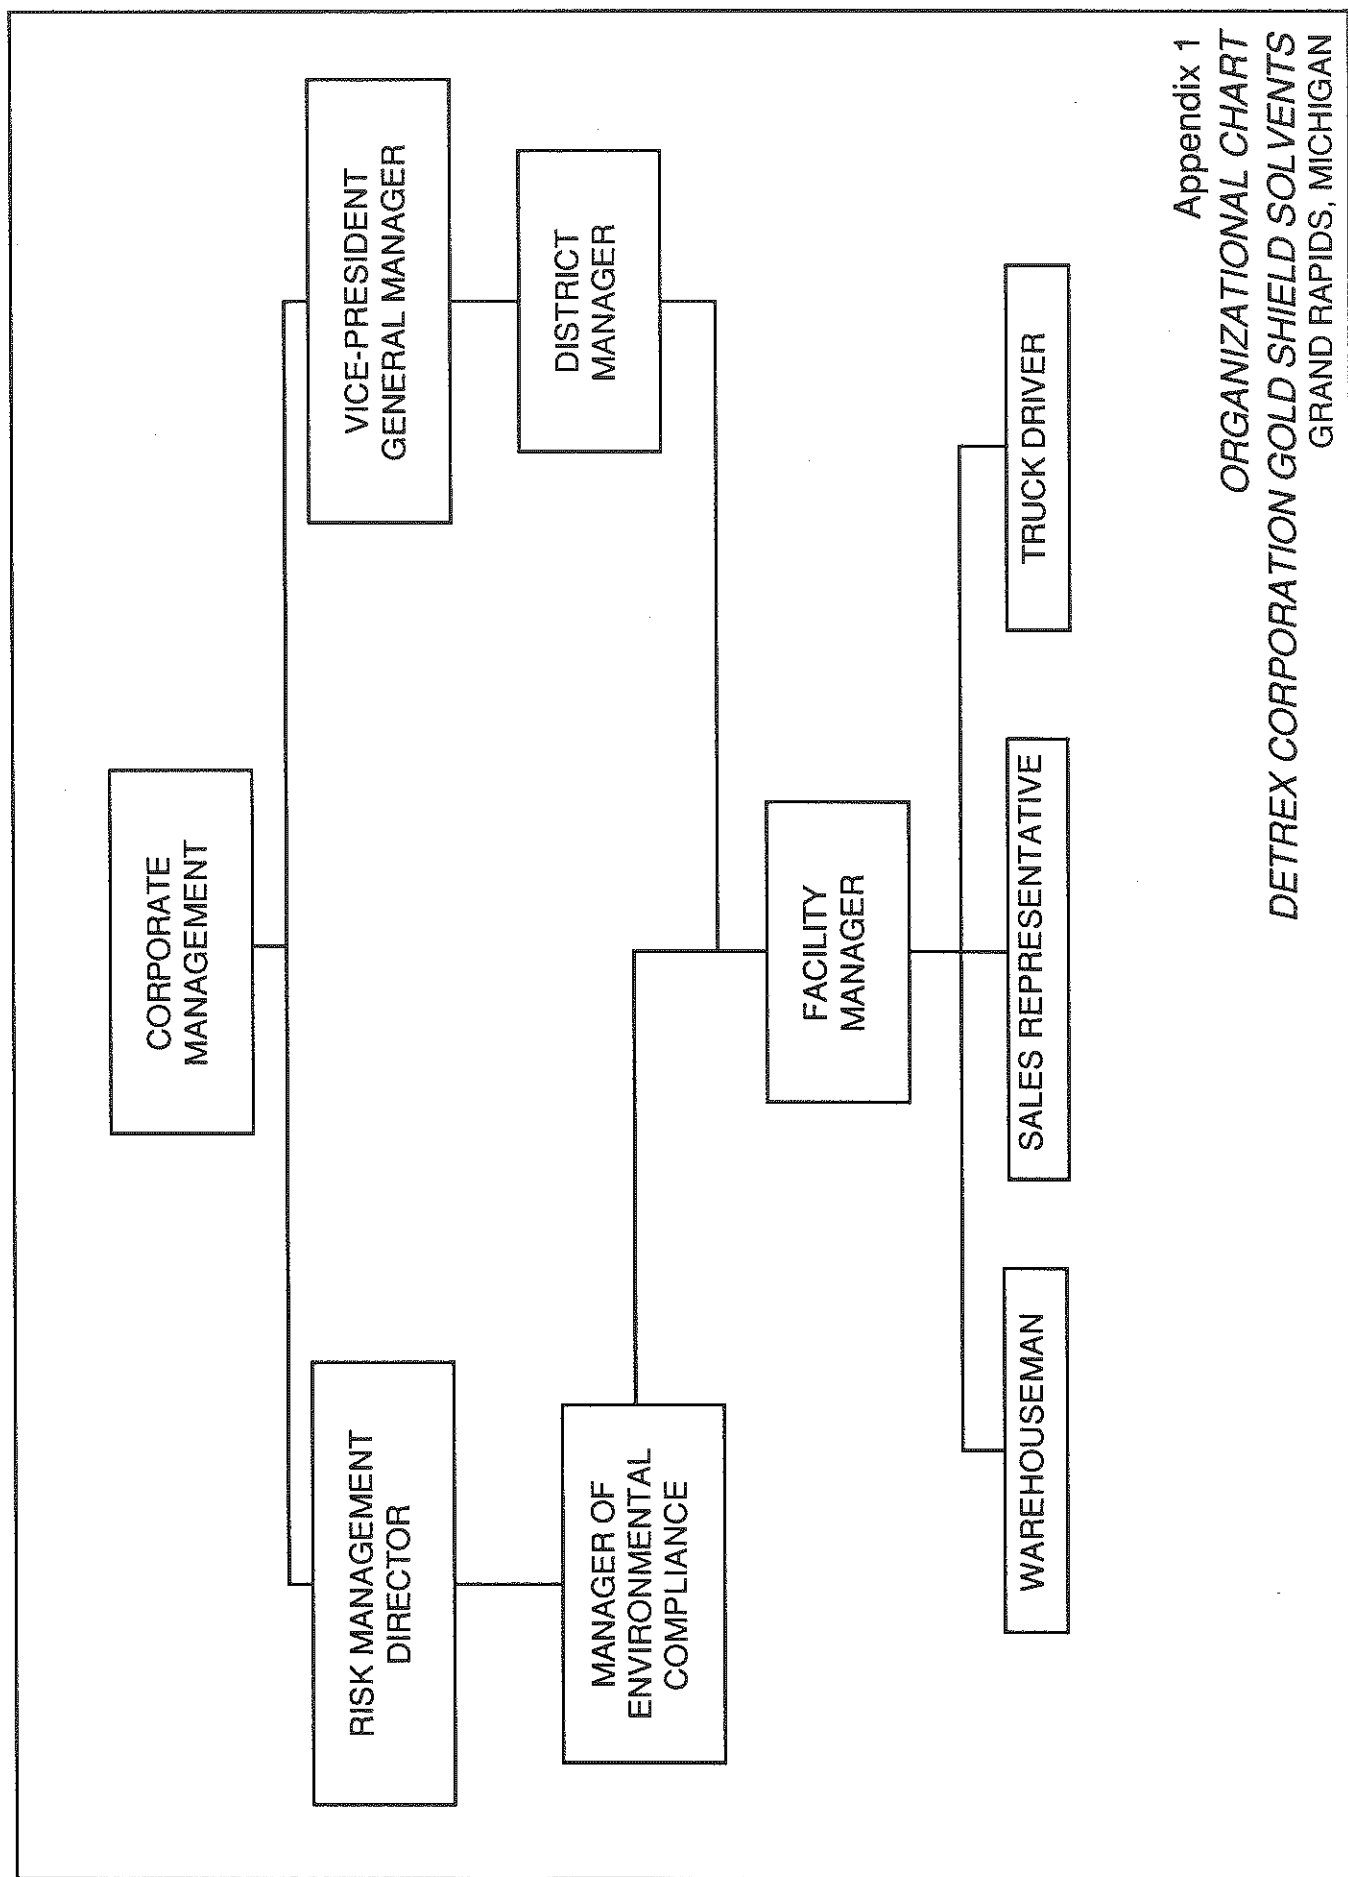 CORPORATE
MANAGEMENT
RISK MANAGEMENT
DIRECTOR
VICE-PRESIDENT
GENERAL MANAGER
MANAGER OF
ENVIRONMENTAL
COMPLIANCE
DISTRICT
MANAGER
FACILITY
MANAGER
WAREHOUSEMAN
SALES REPRESENTATIVE
TRUCK DRIVER
Appendix 1
ORGANIZATIONAL CHART
DETREX CORPORATION GOLD SHIELD SOLVENTS
GRAND RAPIDS, MICHIGAN